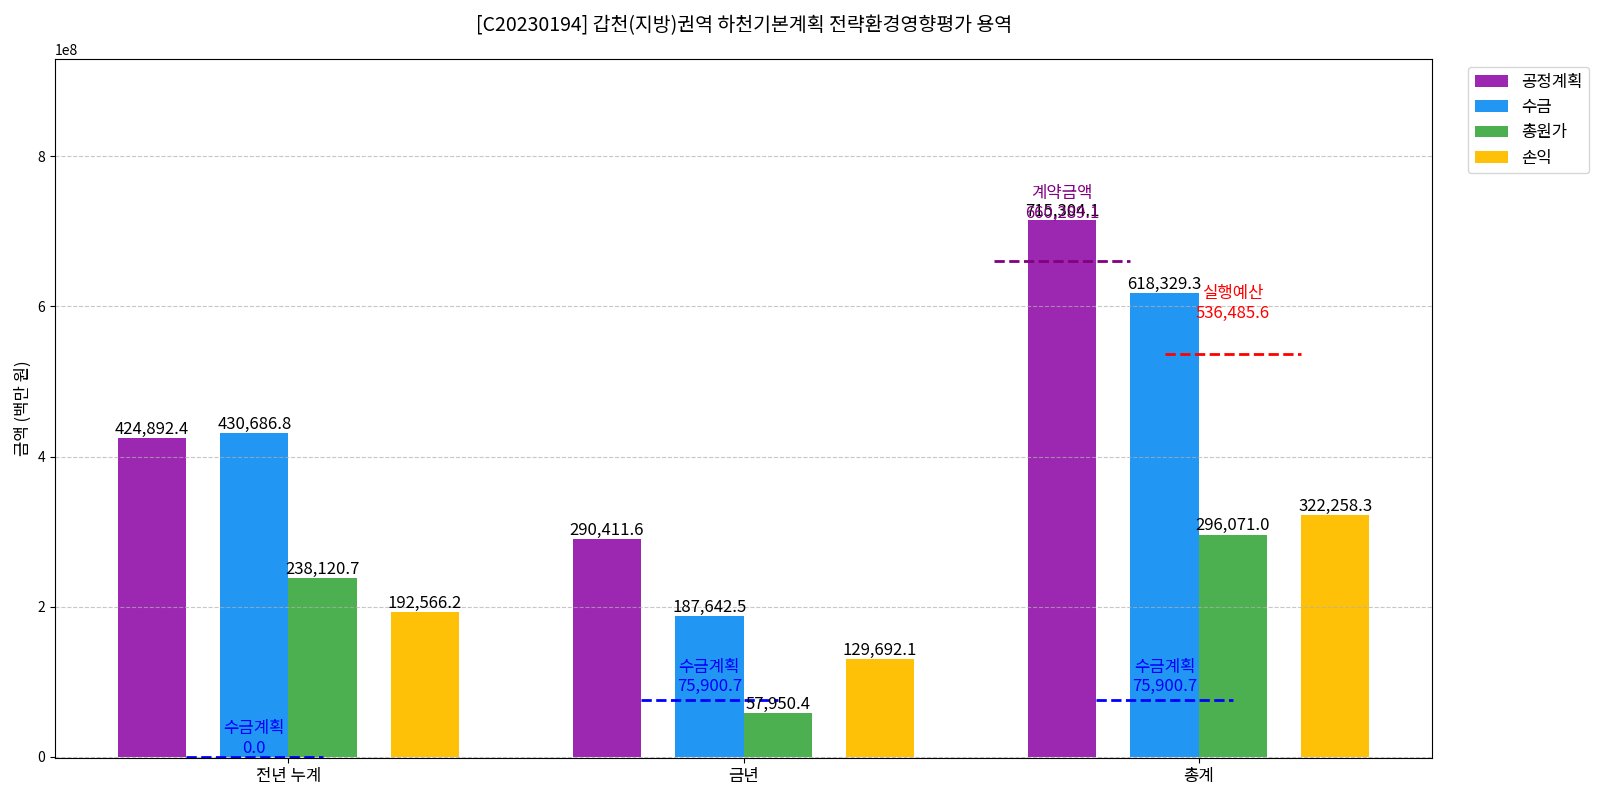 [C20230194] 갑천(지방)권역 하천기본계획 전략환경영향평가 용역
1e8
공정계획
수금
총원가
손익
금액 (백만 원)
8
6
4
2
0
계약금액
715,304.1
618,329.3
실행예산
536,485.6
424,892.4
430,686.8
238,120.7
192,566.2
수금계획
0.0
290,411.6
187,642.5
수금계획
75,900.7
57,950.4
129,692.1
296,071.0
322,258.3
수금계획
75,900.7
전년 누계
금년
총계